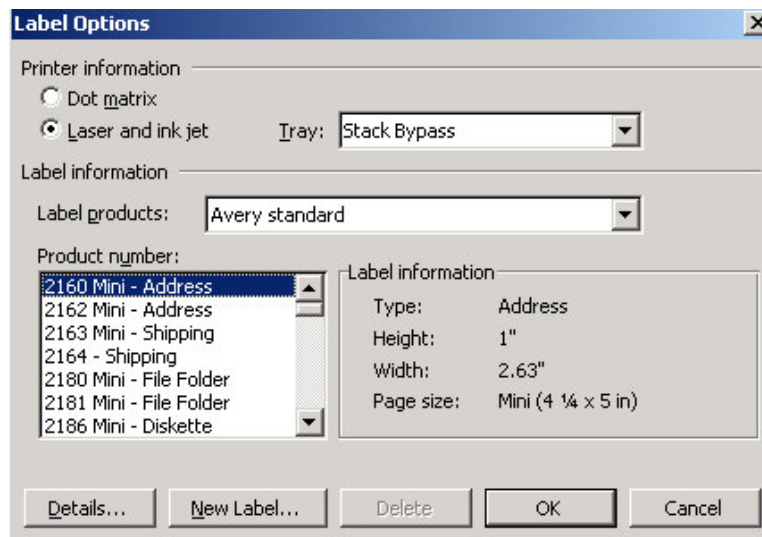 Label Options
Printer information
Dot matrix
Laser and ink jet Tray: Stack Bypass
Label information
Label products: Avery standard
Product number:
2160 Mini - Address
2162 Mini - Address
2163 Mini - Shipping
2164 - Shipping
2180 Mini - File Folder
2181 Mini - File Folder
2186 Mini - Diskette
Label information
Type: Address
Height: 1"
Width: 2.63"
Page size: Mini (4 ¼ x 5 in)
Details... New Label... Delete OK Cancel